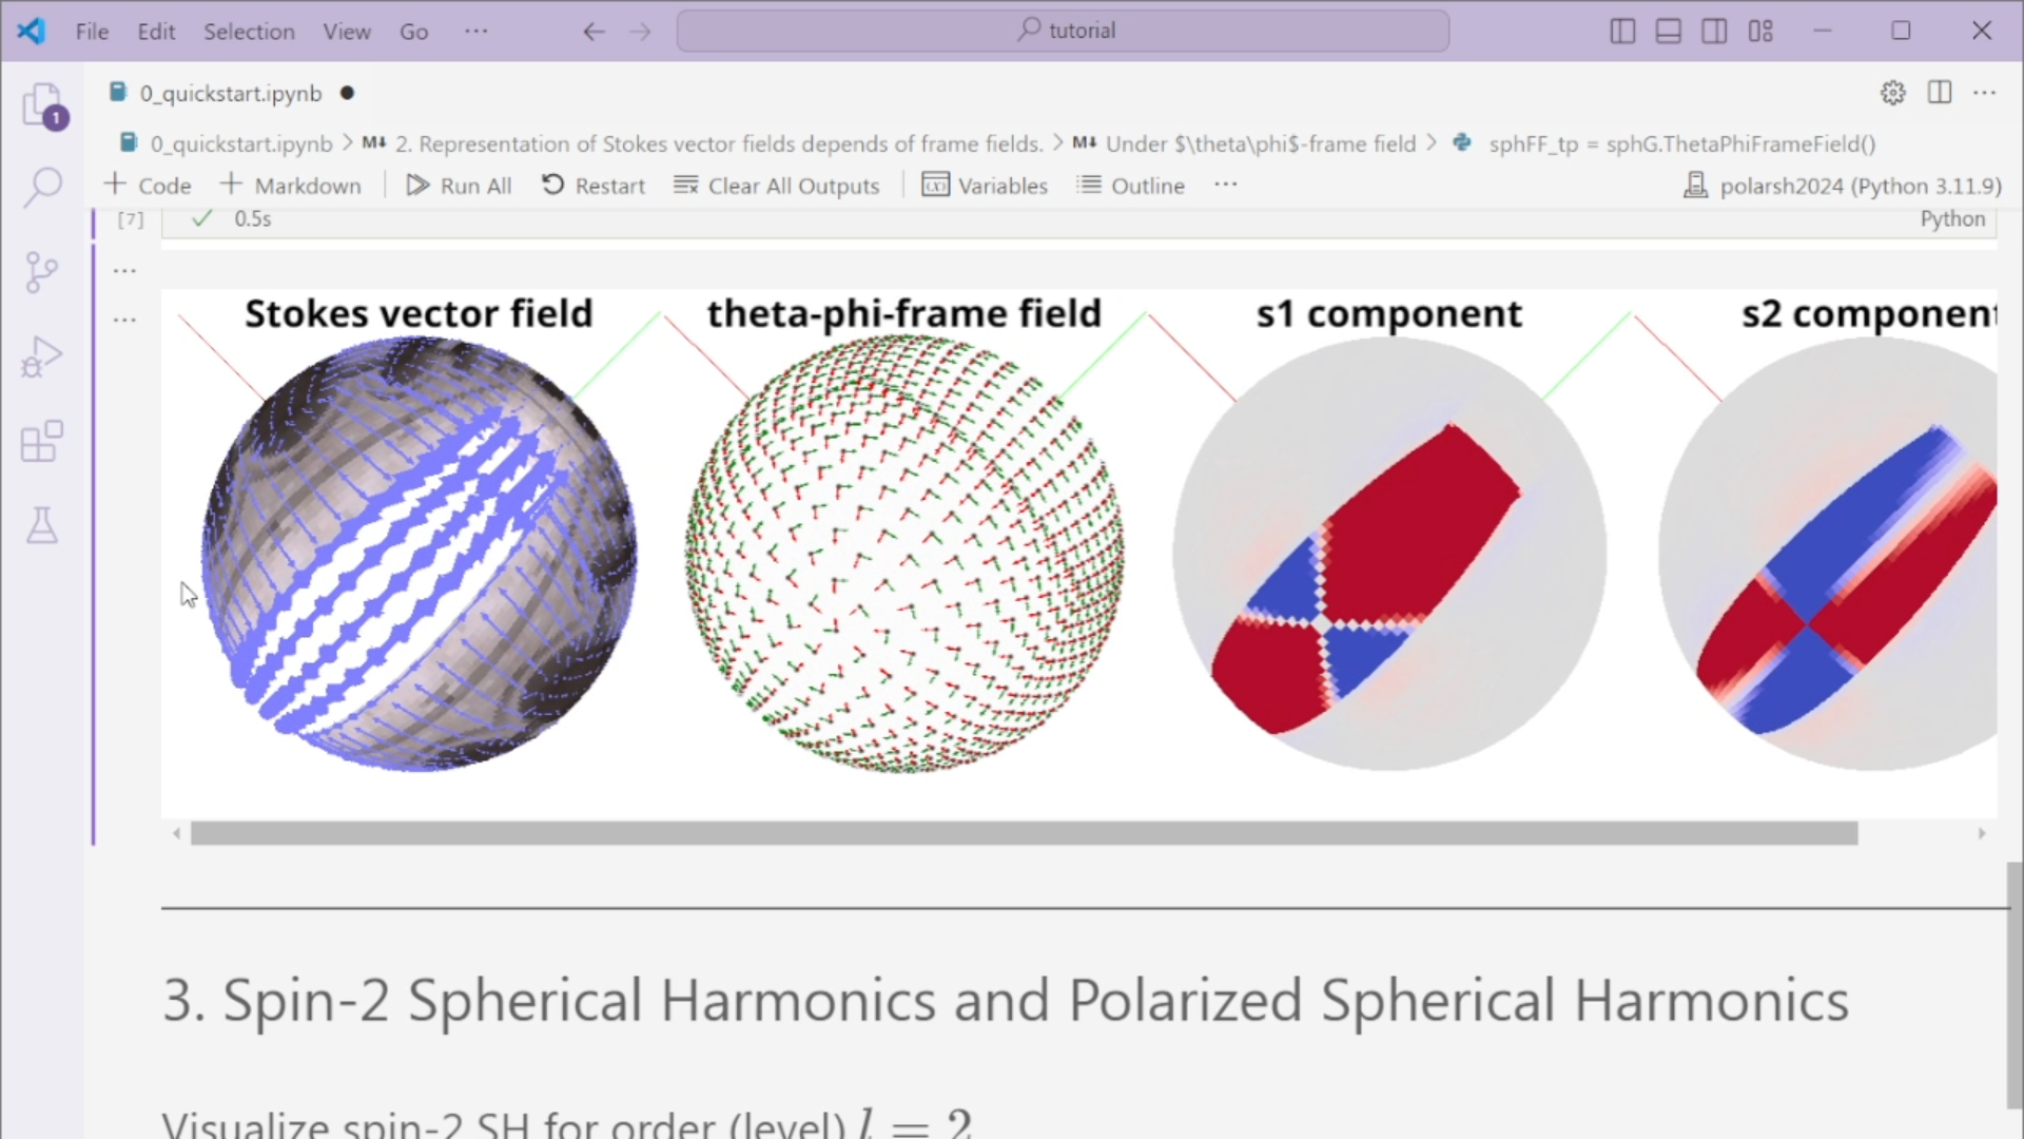 File Edit Selection View Go ··· tutorial
0_quickstart.ipynb
1
0_quickstart.ipynb > M↓ 2. Representation of Stokes vector fields depends of frame fields. > M↓ Under $\theta\phi$-frame field > sphFF_tp = sphG.ThetaPhiFrameField()
+ Code + Markdown Run All Restart Clear All Outputs Variables Outline ··· polarsh2024 (Python 3.11.9)
[7] 0.5s Python
Stokes vector field theta-phi-frame field s1 component s2 component
3. Spin-2 Spherical Harmonics and Polarized Spherical Harmonics
Visualize spin-2 SH for order (level) l = 2